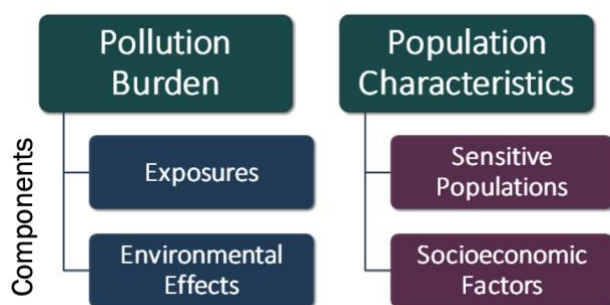 Pollution
Burden
Population
Characteristics
Components
Exposures
Sensitive
Populations
Environmental
Effects
Socioeconomic
Factors